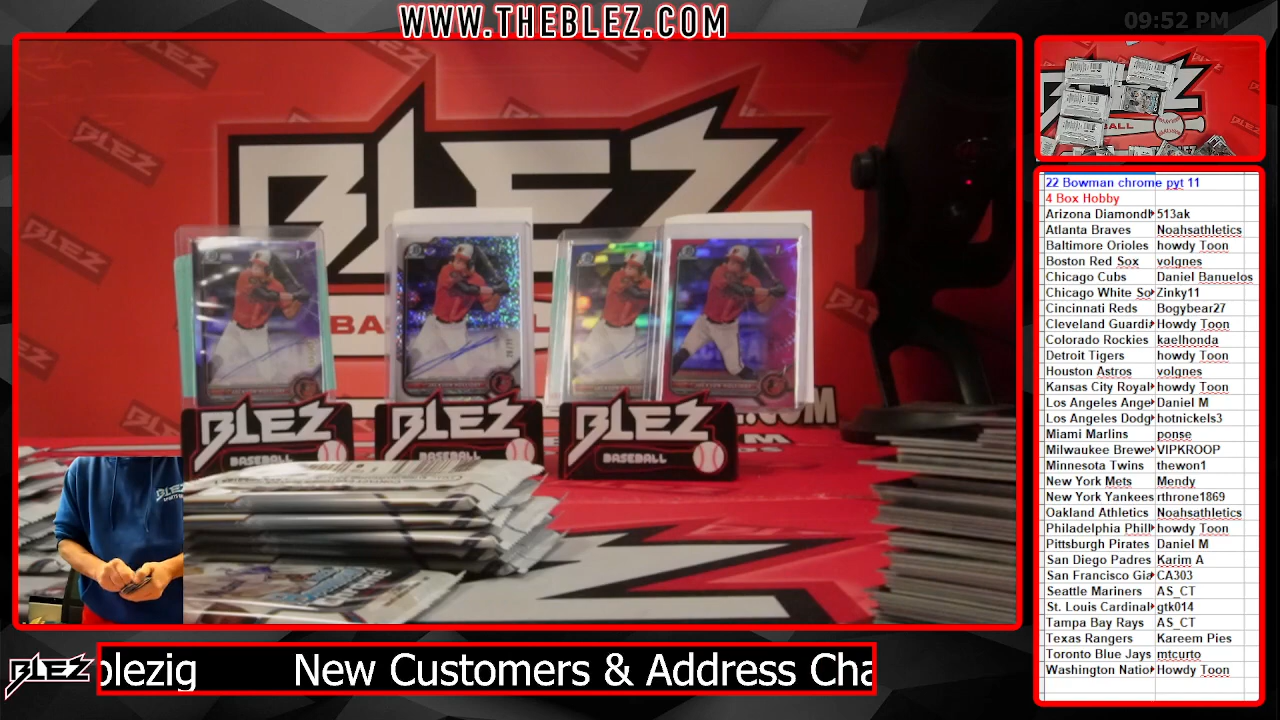 WWW.THEBLEZ.COM
09:52 PM
BLEZ
BLEZ
BLEZ
BLEZ
BLEZ
BASEBALL
BLEZ
BASEBALL
BLEZ
BASEBALL
JACKSON HOLLIDAY
BALL
22 Bowman chrome pyt 11
4 Box Hobby
Arizona Diamondl 513ak
Atlanta Braves Noahsathletics
Baltimore Orioles howdy Toon
Boston Red Sox volgnes
Chicago Cubs Daniel Banuelos
Chicago White So Zinky11
Cincinnati Reds Bogybear27
Cleveland Guardi Howdy Toon
Colorado Rockies kaelhonda
Detroit Tigers howdy Toon
Houston Astros volgnes
Kansas City Royal howdy Toon
Los Angeles Ange Daniel M
Los Angeles Dodg hotnickels3
Miami Marlins ponse
Milwaukee Brewe VIPKROOP
Minnesota Twins thewon1
New York Mets Mendy
New York Yankees rthrone1869
Oakland Athletics Noahsathletics
Philadelphia Phill howdy Toon
Pittsburgh Pirates Daniel M
San Diego Padres Karim A
San Francisco Gia CA303
Seattle Mariners AS_CT
St. Louis Cardinal gtk014
Tampa Bay Rays AS_CT
Texas Rangers Kareem Pies
Toronto Blue Jays mtcurto
Washington Natio Howdy Toon
BLEZ
blezig New Customers & Address Cha